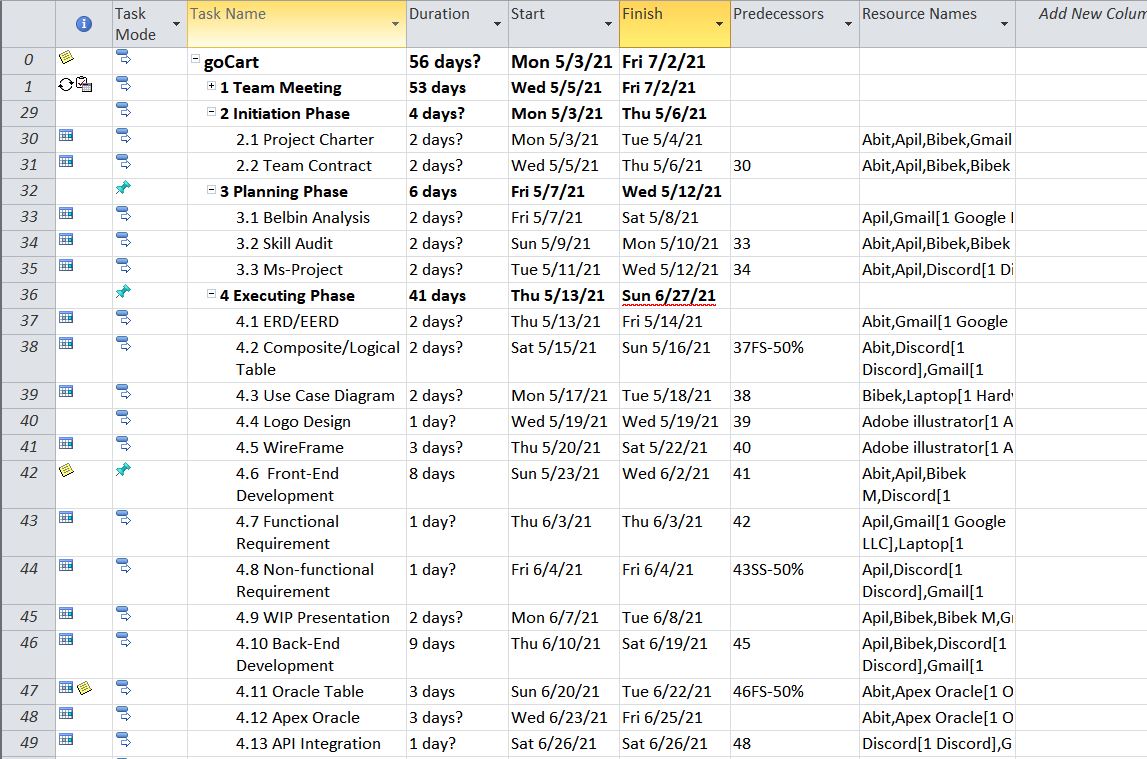 Task Mode Task Name Duration Start Finish Predecessors Resource Names Add New Colum
0 goCart 56 days? Mon 5/3/21 Fri 7/2/21
1 1 Team Meeting 53 days Wed 5/5/21 Fri 7/2/21
29 2 Initiation Phase 4 days? Mon 5/3/21 Thu 5/6/21
30 2.1 Project Charter 2 days? Mon 5/3/21 Tue 5/4/21 Abit,Apil,Bibek,Gmail
31 2.2 Team Contract 2 days? Wed 5/5/21 Thu 5/6/21 30 Abit,Apil,Bibek,Bibek
32 3 Planning Phase 6 days Fri 5/7/21 Wed 5/12/21
33 3.1 Belbin Analysis 2 days? Fri 5/7/21 Sat 5/8/21 Apil,Gmail[1 Google
34 3.2 Skill Audit 2 days? Sun 5/9/21 Mon 5/10/21 33 Abit,Apil,Bibek,Bibek
35 3.3 Ms-Project 2 days? Tue 5/11/21 Wed 5/12/21 34 Abit,Apil,Discord[1 Di
36 4 Executing Phase 41 days Thu 5/13/21 Sun 6/27/21
37 4.1 ERD/EERD 2 days? Thu 5/13/21 Fri 5/14/21 Abit,Gmail[1 Google
38 4.2 Composite/Logical 2 days? Sat 5/15/21 Sun 5/16/21 37FS-50% Abit,Discord[1
Table Discord],Gmail[1
39 4.3 Use Case Diagram 2 days? Mon 5/17/21 Tue 5/18/21 38 Bibek,Laptop[1 Hard
40 4.4 Logo Design 1 day? Wed 5/19/21 Wed 5/19/21 39 Adobe illustrator[1 A
41 4.5 WireFrame 3 days? Thu 5/20/21 Sat 5/22/21 40 Adobe illustrator[1 A
42 4.6 Front-End 8 days Sun 5/23/21 Wed 6/2/21 41 Abit,Apil,Bibek
Development M,Discord[1
43 4.7 Functional 1 day? Thu 6/3/21 Thu 6/3/21 42 Apil,Gmail[1 Google
Requirement LLC],Laptop[1
44 4.8 Non-functional 1 day? Fri 6/4/21 Fri 6/4/21 43SS-50% Apil,Discord[1
Requirement Discord],Gmail[1
45 4.9 WIP Presentation 2 days? Mon 6/7/21 Tue 6/8/21 Apil,Bibek,Bibek M,G
46 4.10 Back-End 9 days Thu 6/10/21 Sat 6/19/21 45 Apil,Bibek,Discord[1
Development Discord],Gmail[1
47 4.11 Oracle Table 3 days Sun 6/20/21 Tue 6/22/21 46FS-50% Abit,Apex Oracle[1 O
48 4.12 Apex Oracle 3 days? Wed 6/23/21 Fri 6/25/21 Abit,Apex Oracle[1 O
49 4.13 API Integration 1 day? Sat 6/26/21 Sat 6/26/21 48 Discord[1 Discord],G